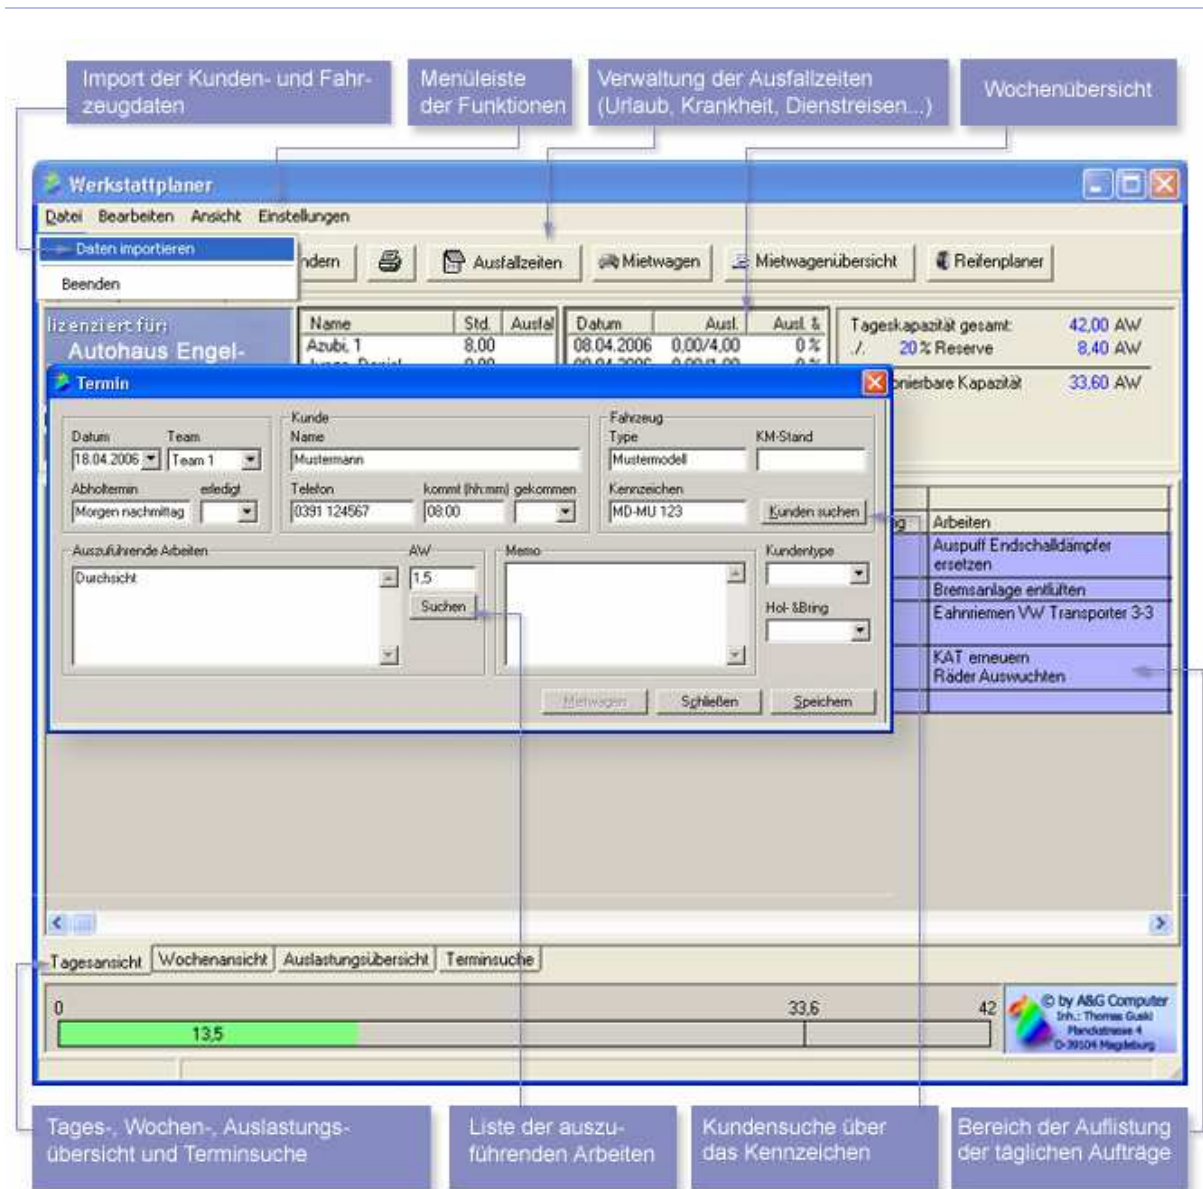 Import der Kunden- und Fahr-
zeugdaten
Menüleiste
der Funktionen
Verwaltung der Ausfallzeiten
(Urlaub, Krankheit, Dienstreisen...)
Wochenübersicht
Werkstattplaner
Datei Bearbeiten Ansicht Einstellungen
Daten importieren
Beenden
ndern
Ausfallzeiten
Mietwagen
Mietwagenübersicht
Reifenplaner
lizenziert für:
Autohaus Engel-
Name Std. Ausfal
Azubi, 1 8,00
Datum Ausl. Ausl. %
08.04.2006 0,00/4,00 0 %
Tageskapazität gesamt: 42,00 AW
./. 20 % Reserve 8,40 AW
onierbare Kapazität 33,60 AW
Termin
Datum Team
18.04.2006 Team 1
Abholtermin erledigt
Morgen nachmittag
Kunde
Name
Mustermann
Telefon kommt (hh:mm) gekommen
0391 124567 08:00
Fahrzeug
Type KM-Stand
Mustermodell
Kennzeichen
MD-MU 123 Kunden suchen
Auszuführende Arbeiten AW
Durchsicht 1,5
Suchen
Memo
Kundentype
Hol- &Bring
Mietwagen Schließen Speichern
g Arbeiten
Auspuff Endschalldämpfer
ersetzen
Bremsanlage entlüften
Eahnriemen VW Transporter 3-3
KAT erneuern
Räder Auswuchten
Tagesansicht Wochenansicht Auslastungsübersicht Terminsuche
0 33,6 42
13,5
© by A&G Computer
Inh.: Thomas Guski
D-39104 Magdeburg
Tages-, Wochen-, Auslastungs-
übersicht und Terminsuche
Liste der auszu-
führenden Arbeiten
Kundensuche über
das Kennzeichen
Bereich der Auflistung
der täglichen Aufträge